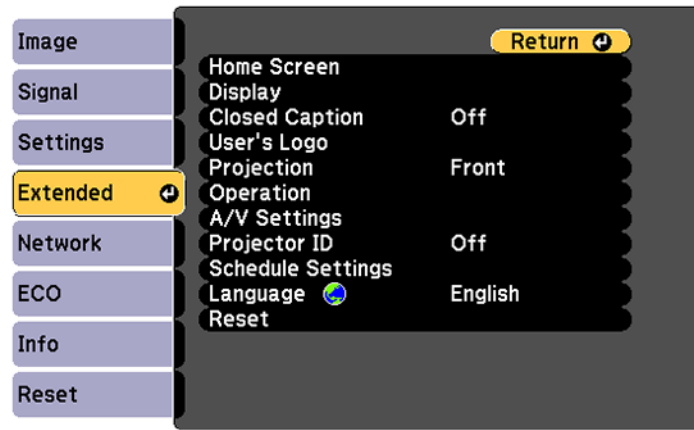 Image
Signal
Settings
Extended
Network
ECO
Info
Reset
Return
Home Screen
Display
Closed Caption Off
User's Logo
Projection Front
Operation
A/V Settings
Projector ID Off
Schedule Settings
Language English
Reset